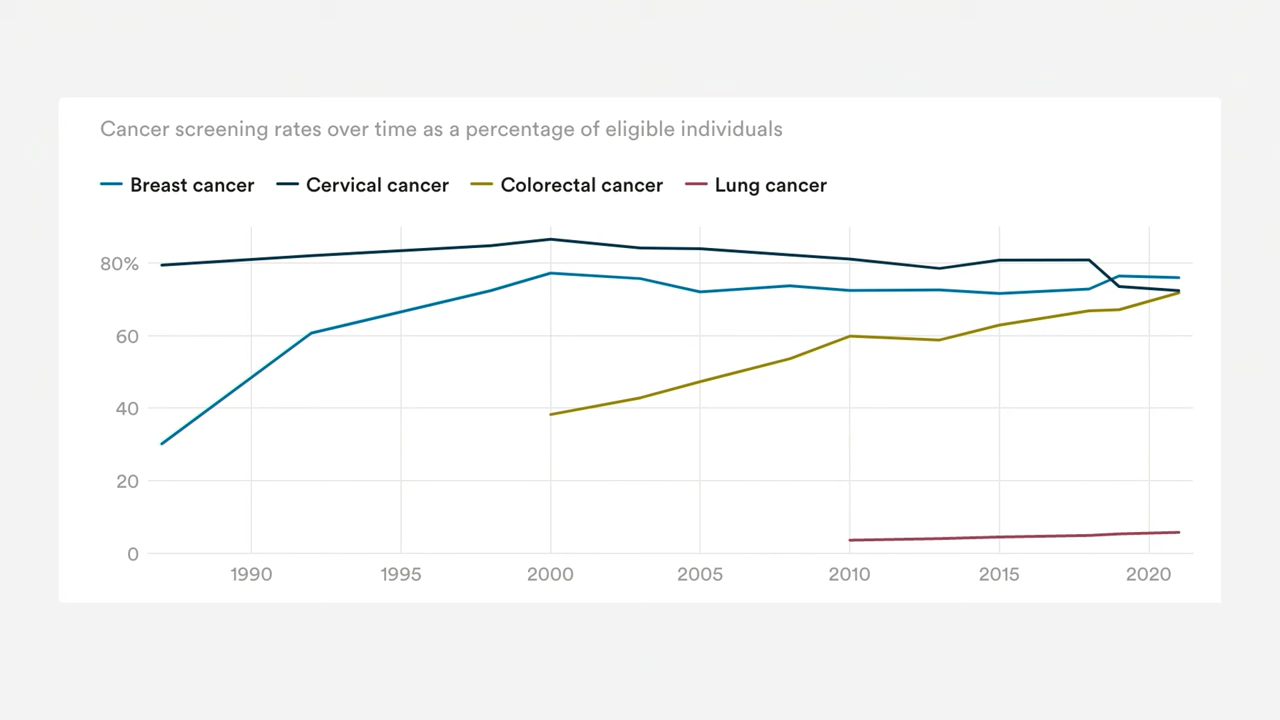 Cancer screening rates over time as a percentage of eligible individuals
Breast cancer Cervical cancer Colorectal cancer Lung cancer
80%
60
40
20
0
1990 1995 2000 2005 2010 2015 2020